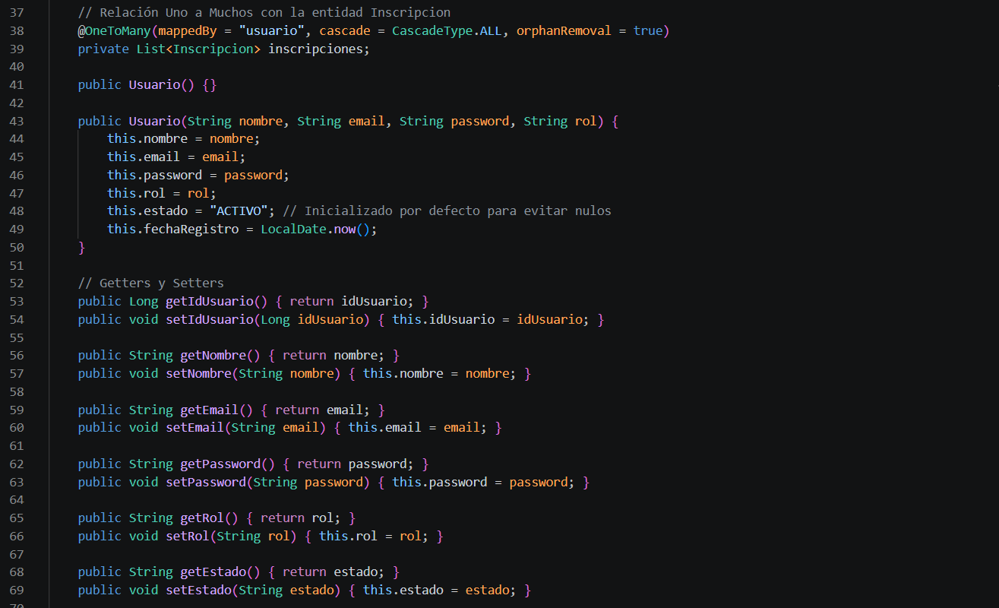 37 // Relación Uno a Muchos con la entidad Inscripcion
38 @OneToMany(mappedBy = "usuario", cascade = CascadeType.ALL, orphanRemoval = true)
39 private List<Inscripcion> inscripciones;
40
41 public Usuario() {}
42
43 public Usuario(String nombre, String email, String password, String rol) {
44 this.nombre = nombre;
45 this.email = email;
46 this.password = password;
47 this.rol = rol;
48 this.estado = "ACTIVO"; // Inicializado por defecto para evitar nulos
49 this.fechaRegistro = LocalDate.now();
50 }
51
52 // Getters y Setters
53 public Long getIdUsuario() { return idUsuario; }
54 public void setIdUsuario(Long idUsuario) { this.idUsuario = idUsuario; }
55
56 public String getNombre() { return nombre; }
57 public void setNombre(String nombre) { this.nombre = nombre; }
58
59 public String getEmail() { return email; }
60 public void setEmail(String email) { this.email = email; }
61
62 public String getPassword() { return password; }
63 public void setPassword(String password) { this.password = password; }
64
65 public String getRol() { return rol; }
66 public void setRol(String rol) { this.rol = rol; }
67
68 public String getEstado() { return estado; }
69 public void setEstado(String estado) { this.estado = estado; }
70